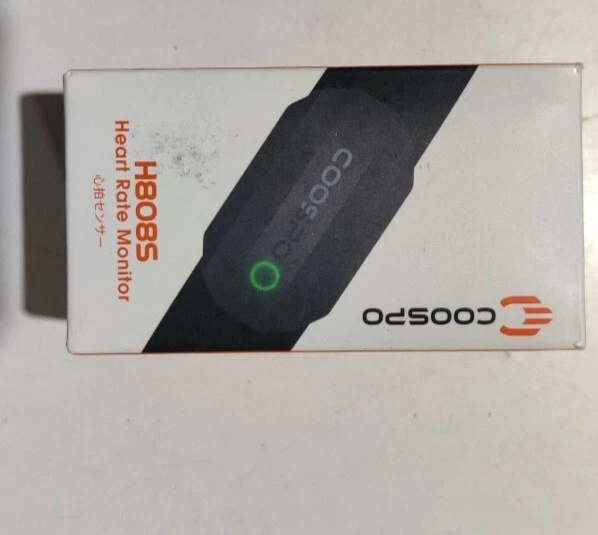 COOSPO
COOSPO
H808S
Heart Rate Monitor
心拍センサー